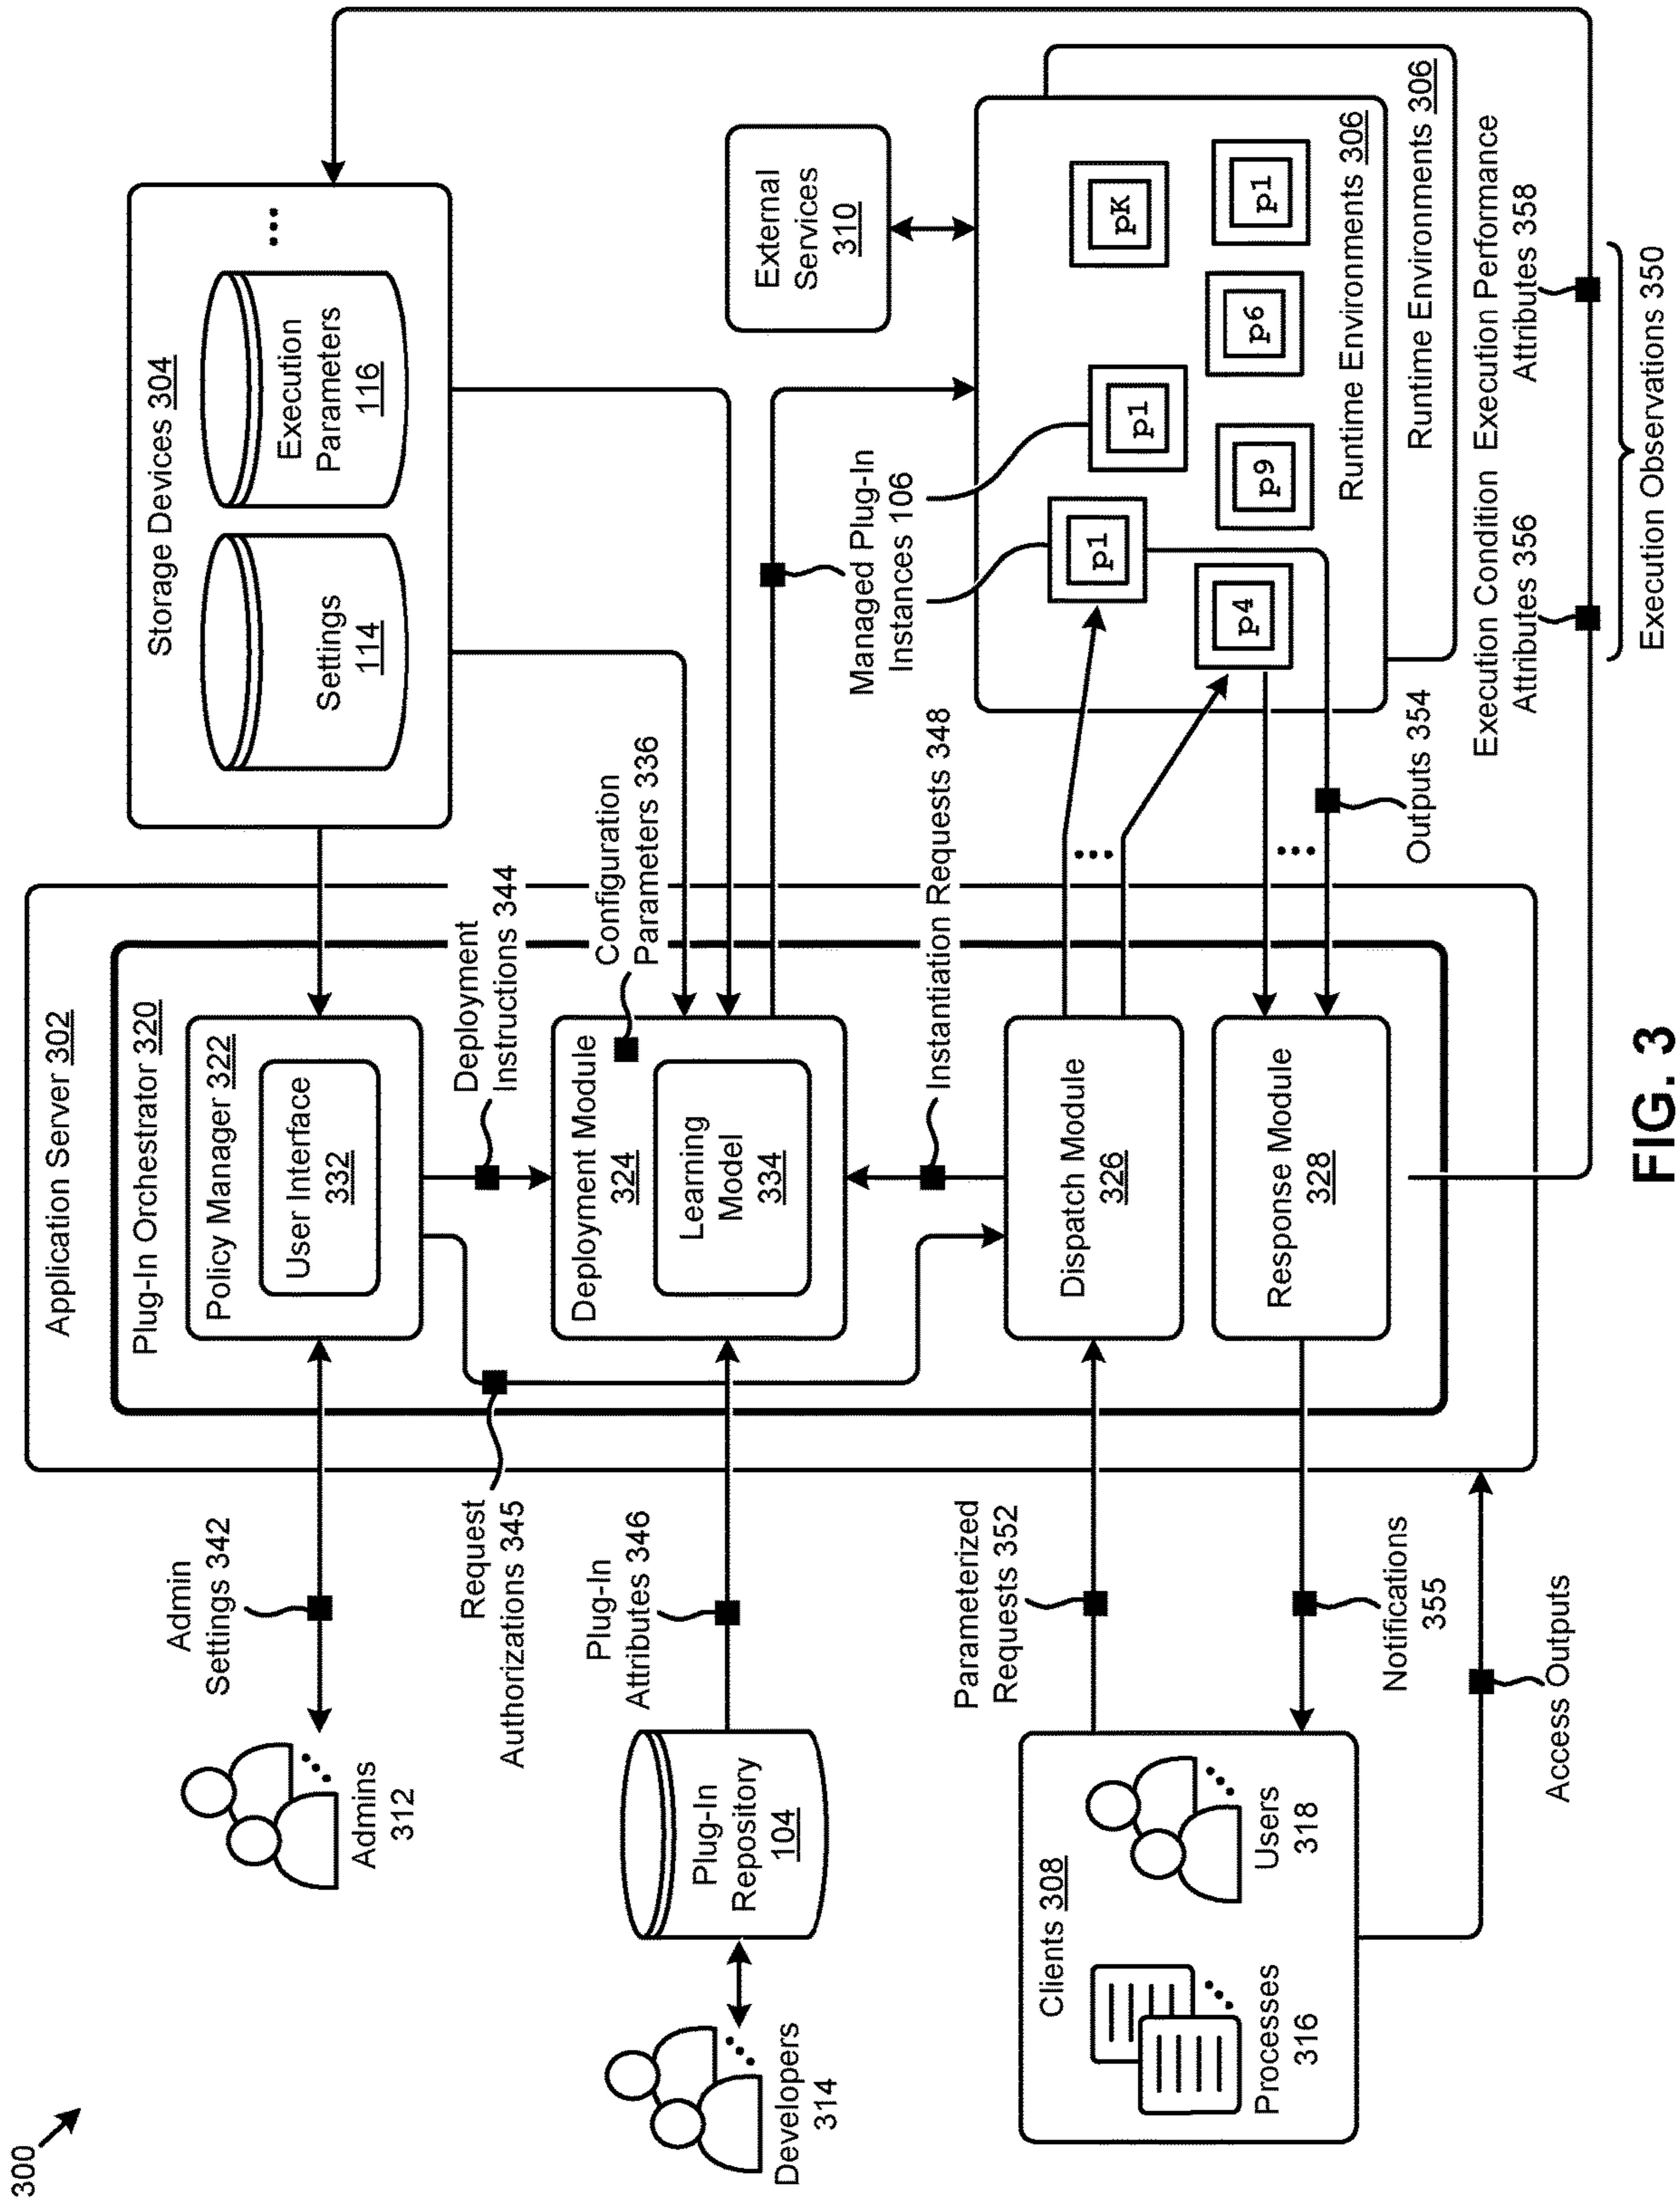 300
Application Server 302
Plug-In Orchestrator 320
Policy Manager 322
User Interface
332
Admin
Settings 342
Admins
312
Deployment
Instructions 344
Request
Authorizations 345
Storage Devices 304
Settings
114
Execution
Parameters
116
...
Developers
314
Plug-In
Repository
104
Plug-In
Attributes 346
Deployment Module
324
Learning
Model
334
Configuration
Parameters 336
External
Services
310
Managed Plug-In
Instances 106
Instantiation Requests 348
Clients 308
Processes
316
Users
318
Parameterized
Requests 352
Notifications
355
Access Outputs
Dispatch Module
326
Response Module
328
p1
p1
pK
p4
p9
p6
p1
Runtime Environments 306
Runtime Environments 306
Outputs 354
Execution Condition
Attributes 356
Execution Performance
Attributes 358
Execution Observations 350
FIG. 3